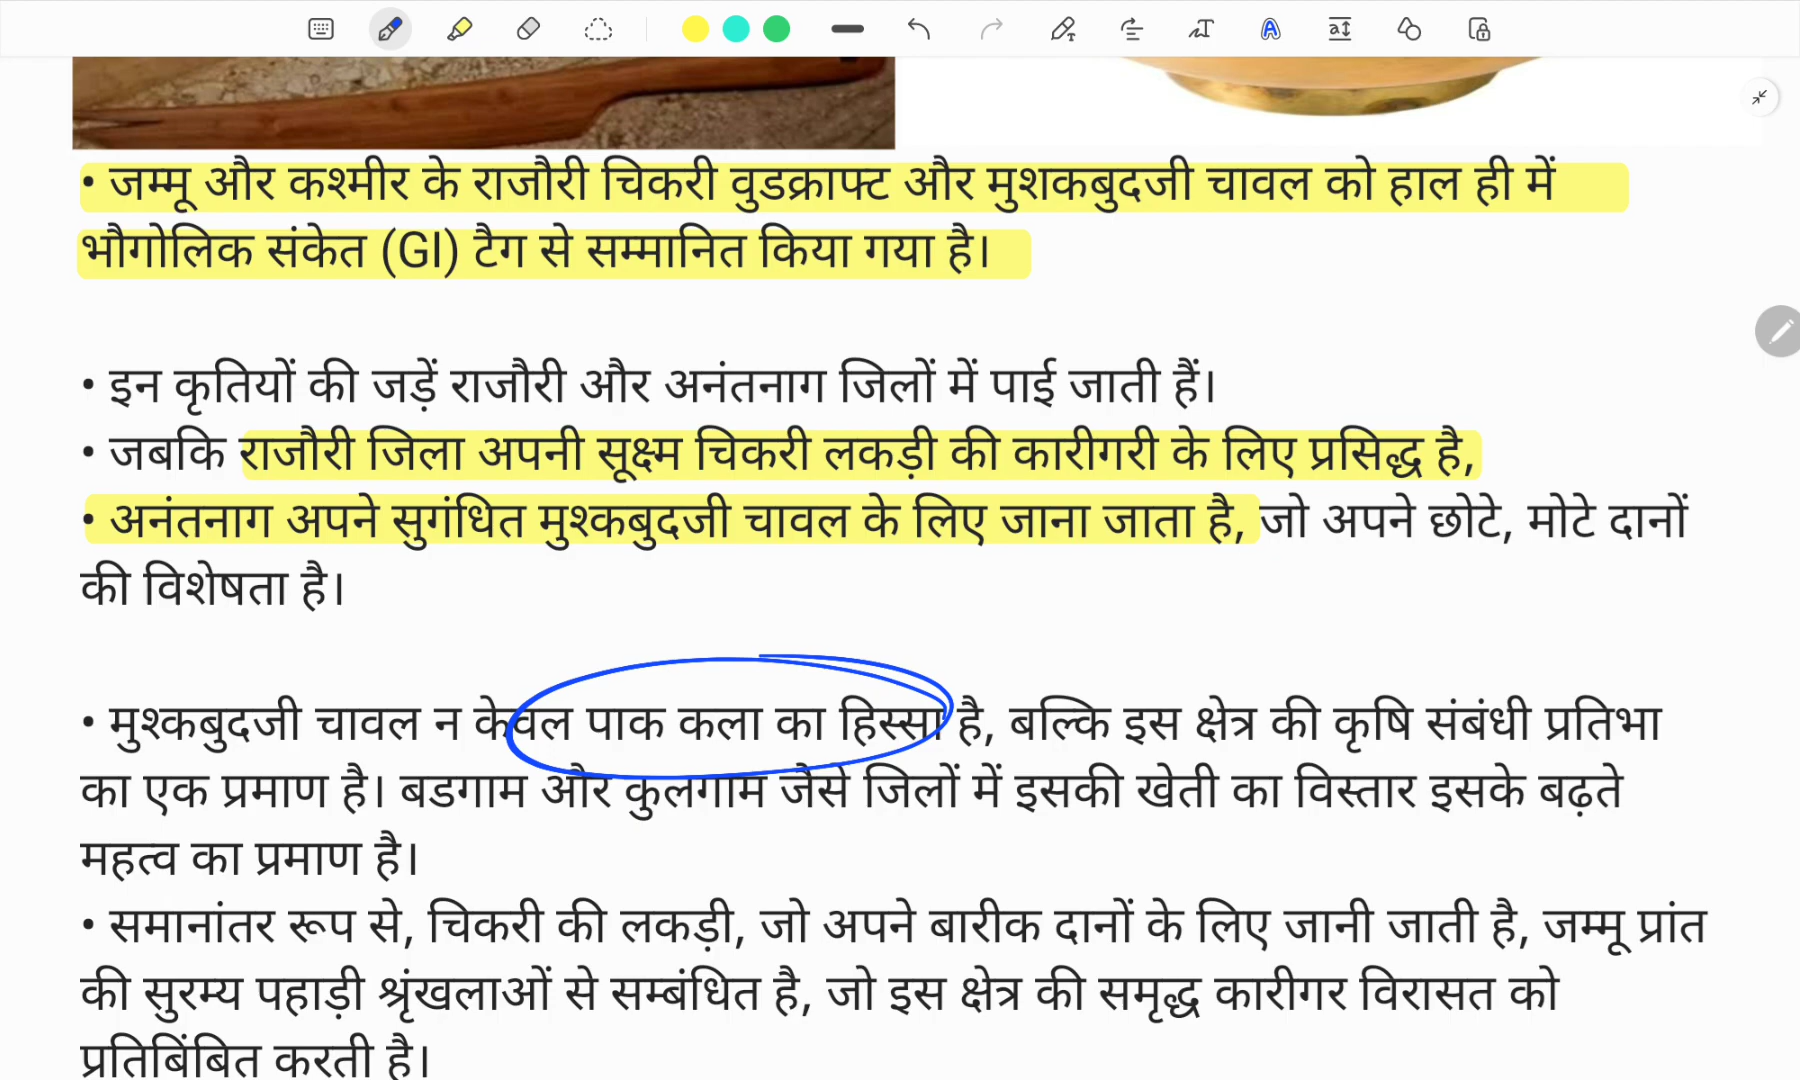 • जम्मू और कश्मीर के राजौरी चिकरी वुडक्राफ्ट और मुशकबुदजी चावल को हाल ही में
भौगोलिक संकेत (GI) टैग से सम्मानित किया गया है।
• इन कृतियों की जड़ें राजौरी और अनंतनाग जिलों में पाई जाती हैं।
• जबकि राजौरी जिला अपनी सूक्ष्म चिकरी लकड़ी की कारीगरी के लिए प्रसिद्ध है,
• अनंतनाग अपने सुगंधित मुश्कबुदजी चावल के लिए जाना जाता है, जो अपने छोटे, मोटे दानों
की विशेषता है।
• मुश्कबुदजी चावल न केवल पाक कला का हिस्सा है, बल्कि इस क्षेत्र की कृषि संबंधी प्रतिभा
का एक प्रमाण है। बडगाम और कुलगाम जैसे जिलों में इसकी खेती का विस्तार इसके बढ़ते
महत्व का प्रमाण है।
• समानांतर रूप से, चिकरी की लकड़ी, जो अपने बारीक दानों के लिए जानी जाती है, जम्मू प्रांत
की सुरम्य पहाड़ी श्रृंखलाओं से सम्बंधित है, जो इस क्षेत्र की समृद्ध कारीगर विरासत को
प्रतिबिंबित करती है।